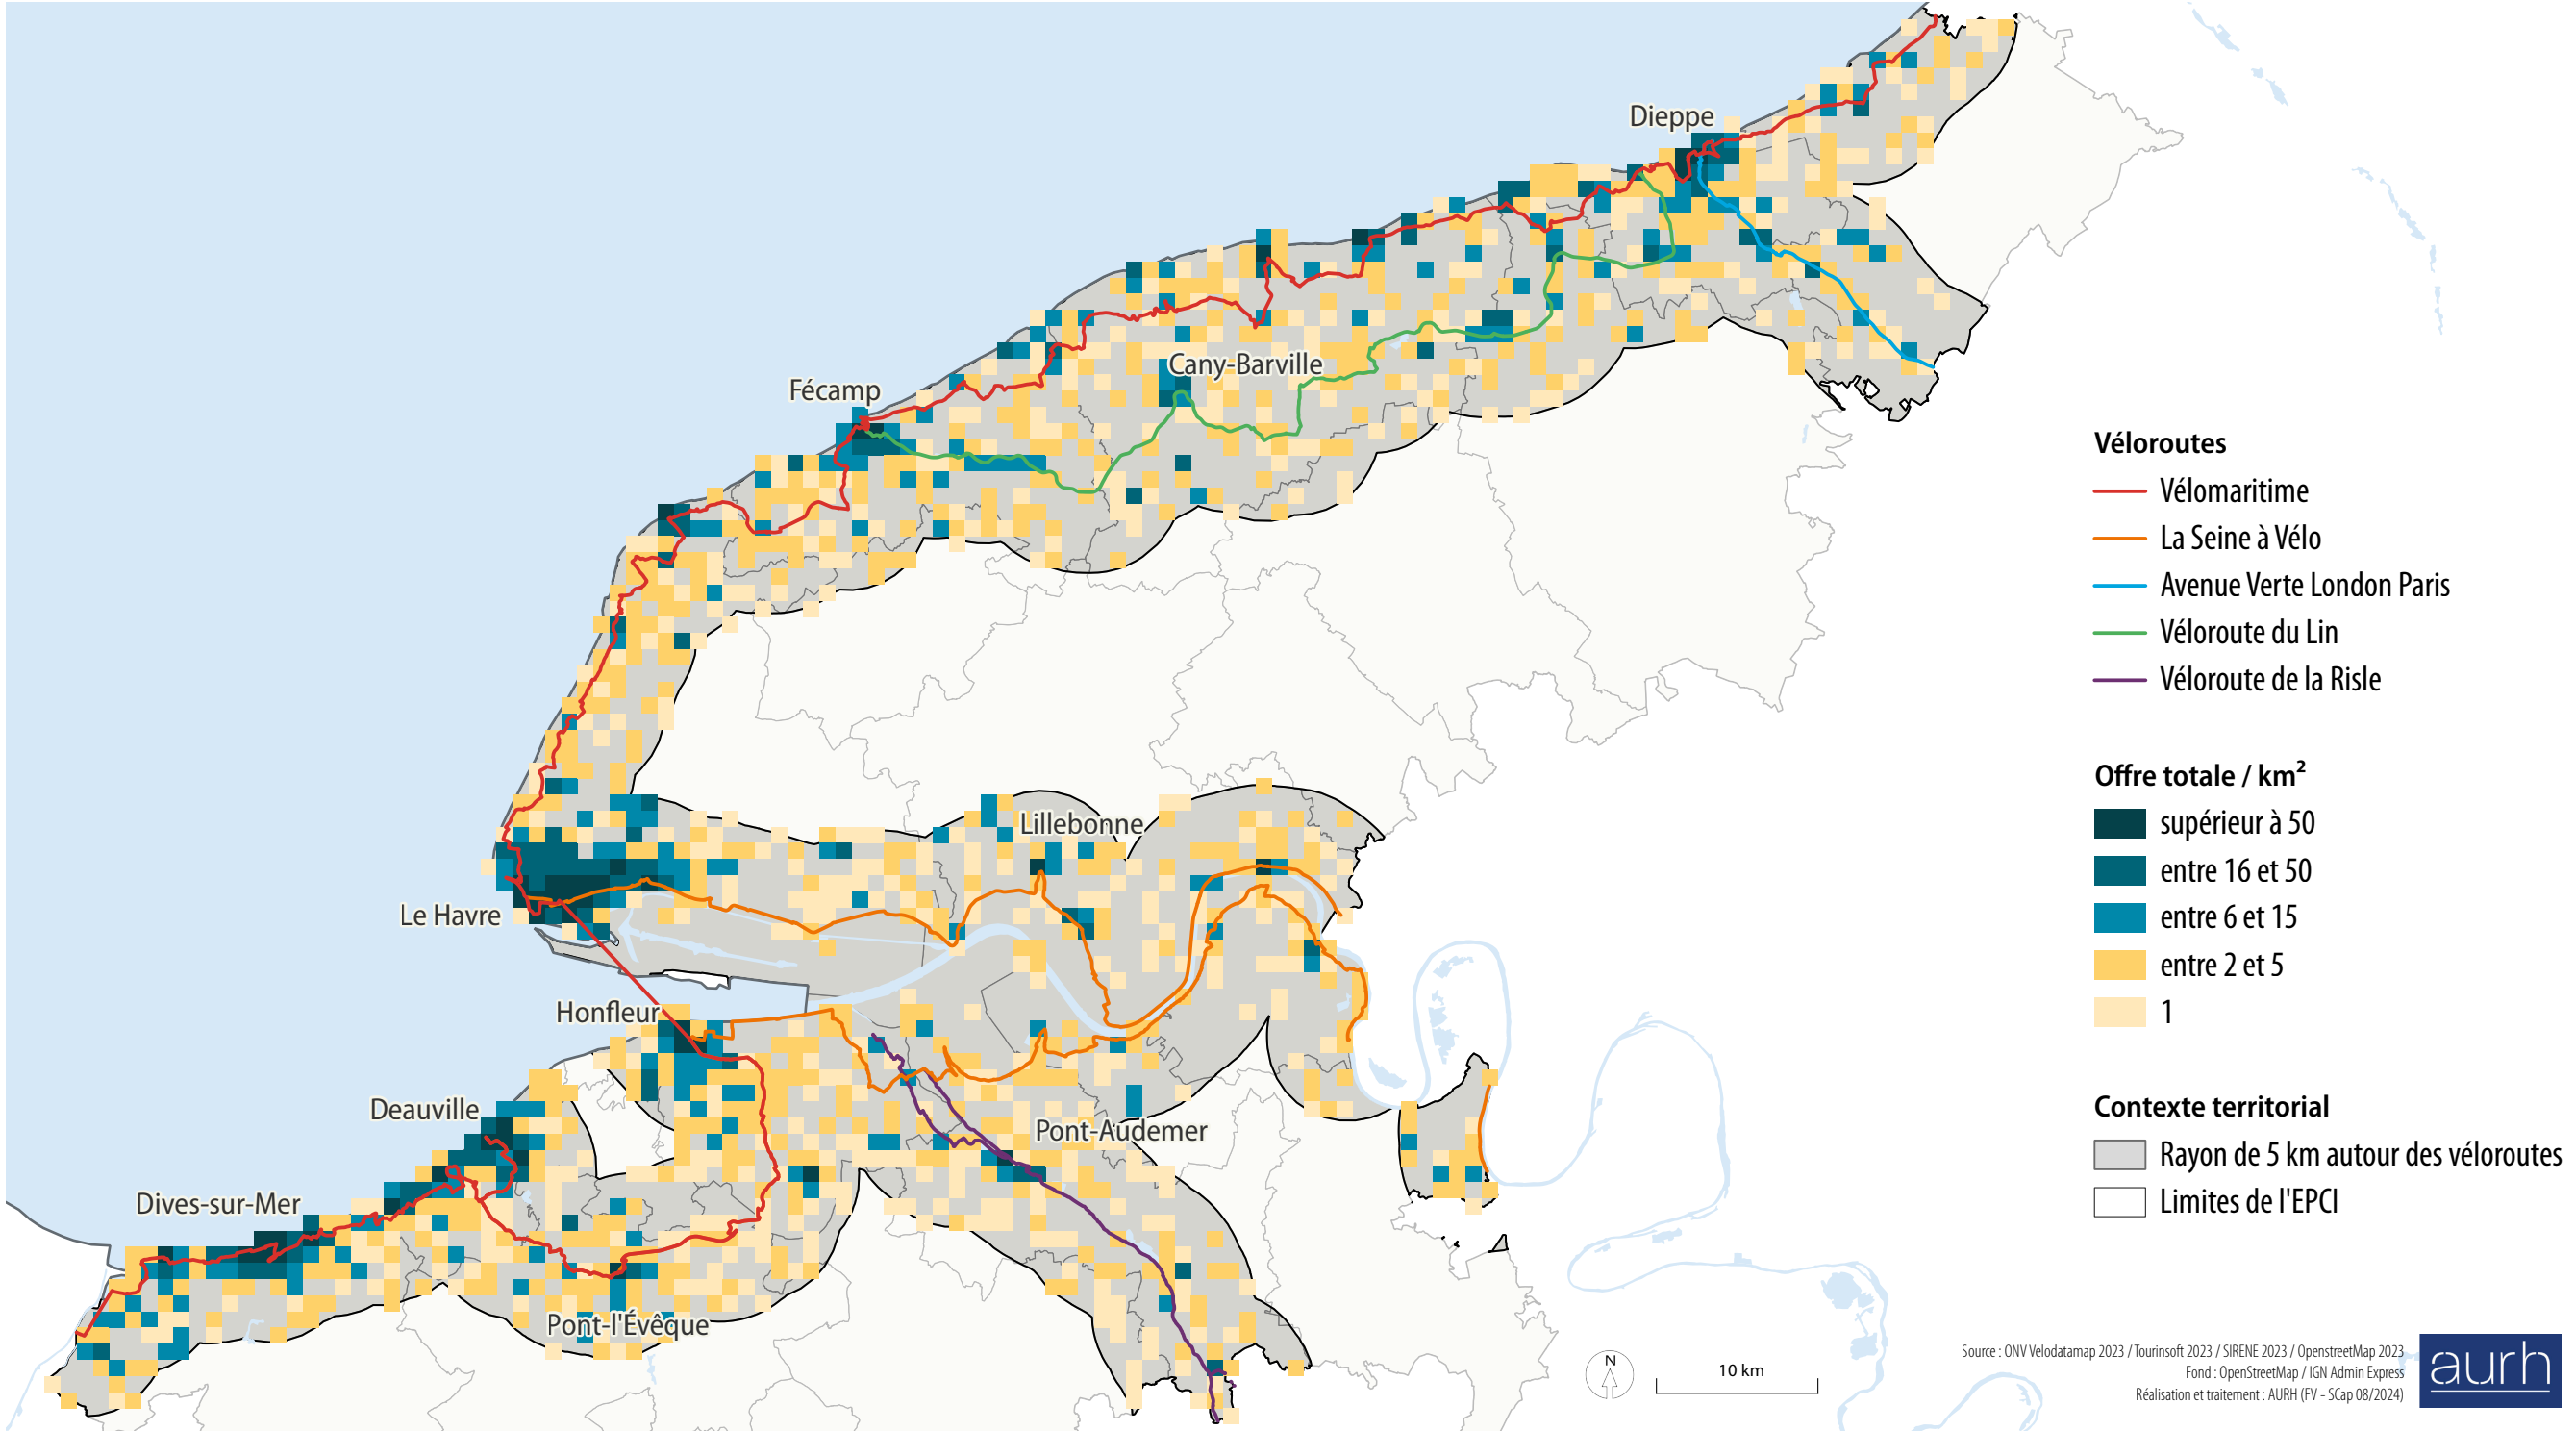 Dieppe
Cany-Barville
Fécamp
Lillebonne
Le Havre
Honfleur
Deauville
Pont-Audemer
Dives-sur-Mer
Pont-l'Évêque
Véloroutes
Vélomaritime
La Seine à Vélo
Avenue Verte London Paris
Véloroute du Lin
Véloroute de la Risle
Offre totale / km²
supérieur à 50
entre 16 et 50
entre 6 et 15
entre 2 et 5
1
Contexte territorial
Rayon de 5 km autour des véloroutes
Limites de l'EPCI
N
10 km
Source : ONV Velodatamap 2023 / Tourinsoft 2023 / SIRENE 2023 / OpenstreetMap 2023
Fond : OpenStreetMap / IGN Admin Express
Réalisation et traitement : AURH (FV - SCap 08/2024)
aurh